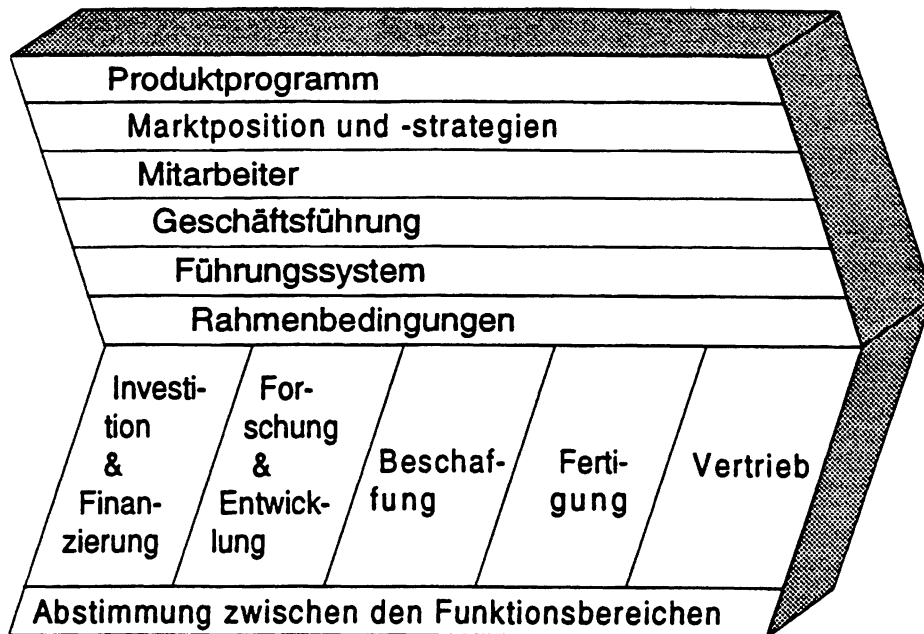 Produktprogramm
Marktposition und -strategien
Mitarbeiter
Geschäftsführung
Führungssystem
Rahmenbedingungen
Investi-
tion
&
Finan-
zierung
For-
schung
&
Entwick-
lung
Beschaf-
fung
Ferti-
gung
Vertrieb
Abstimmung zwischen den Funktionsbereichen